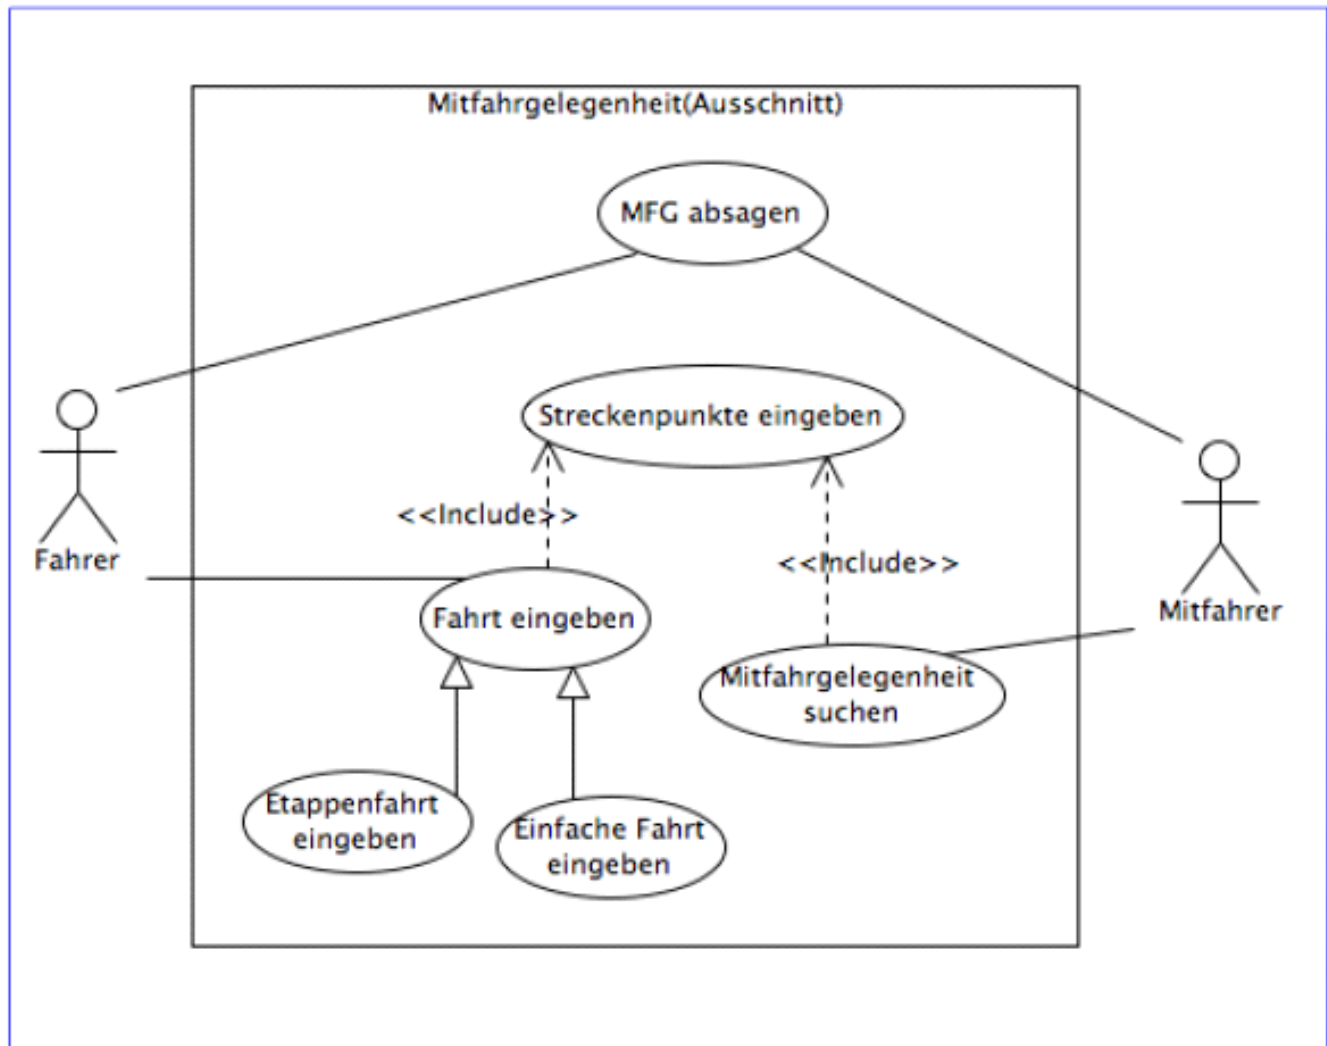 Mitfahrgelegenheit(Ausschnitt)
MFG absagen
Streckenpunkte eingeben
<<Include>>
<<Include>>
Fahrer
Mitfahrer
Fahrt eingeben
Mitfahrgelegenheit
suchen
Etappenfahrt
eingeben
Einfache Fahrt
eingeben